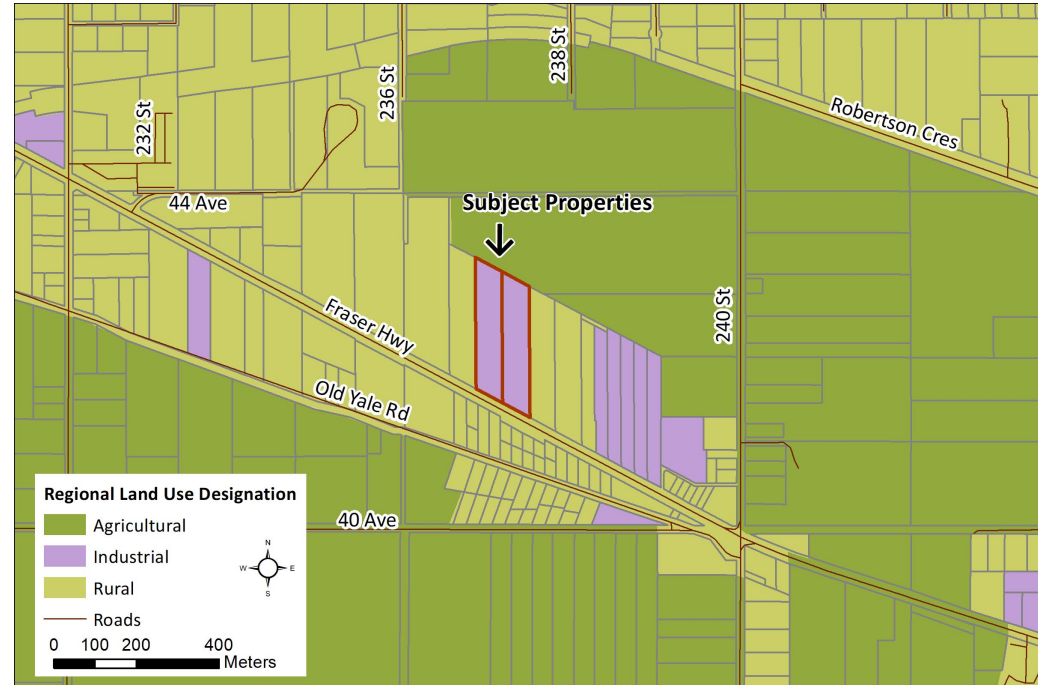 238 St
236 St
232 St
Robertson Cres
44 Ave
Subject Properties
240 St
Fraser Hwy
Old Yale Rd
40 Ave
Regional Land Use Designation
Agricultural
Industrial
Rural
Roads
N
W E
S
0 100 200 400
Meters